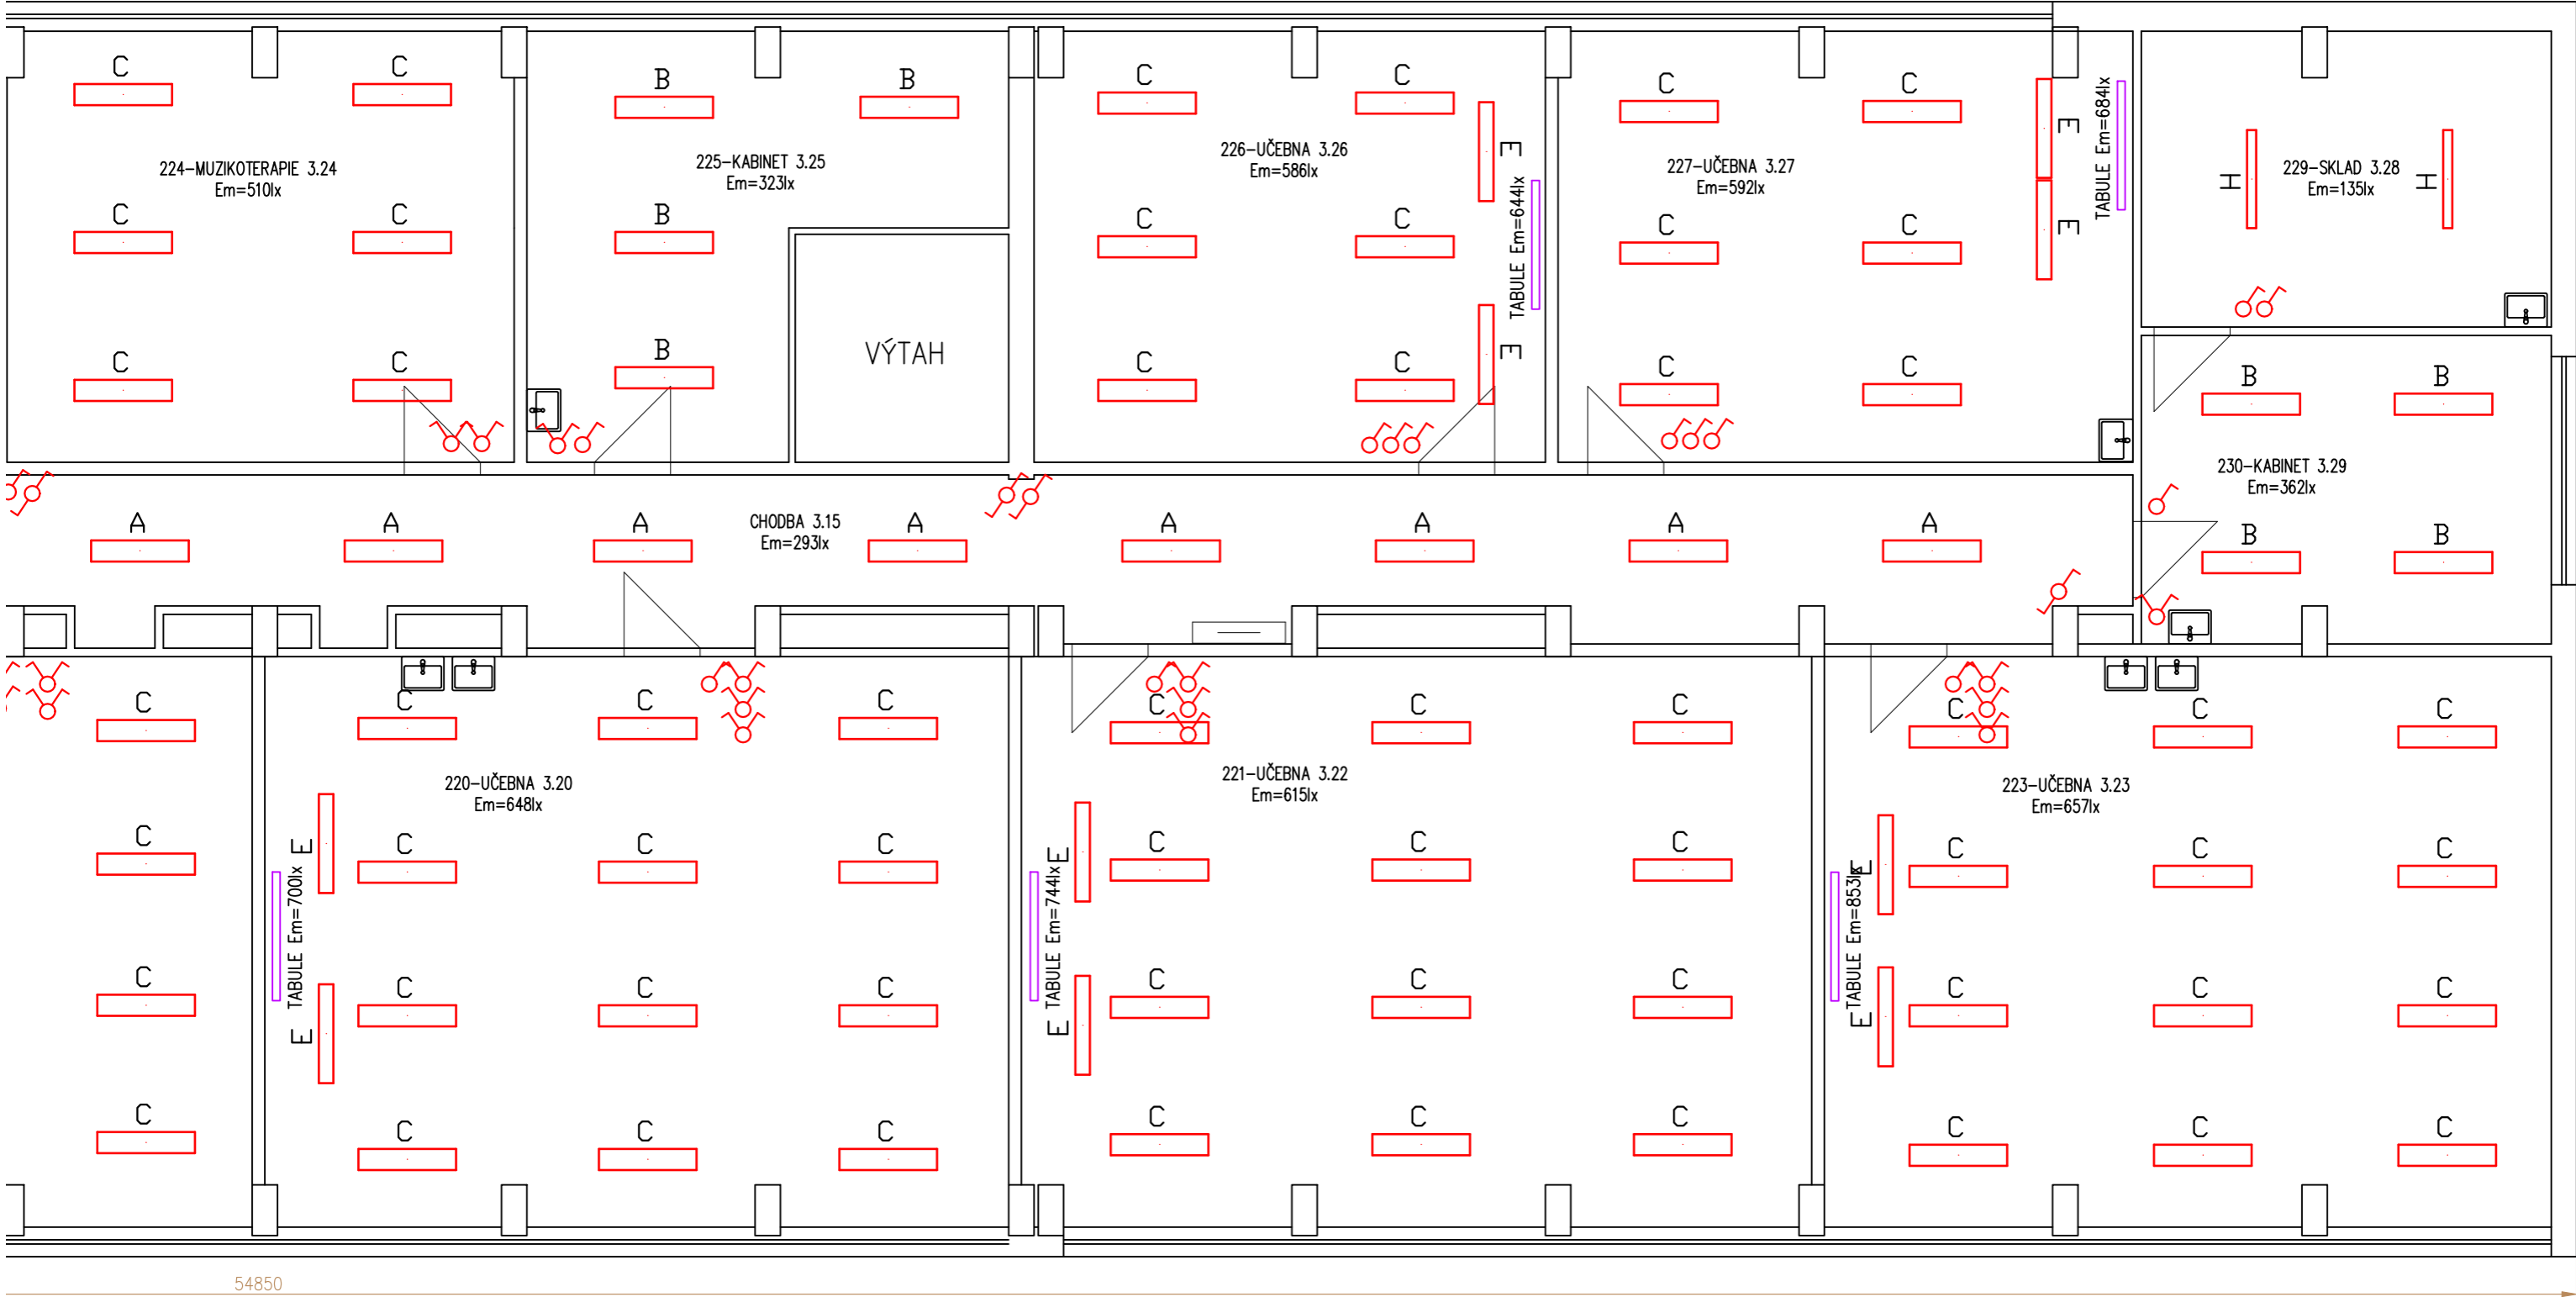 C C B B C C C C
224-MUZIKOTERAPIE 3.24
Em=510lx
225-KABINET 3.25
Em=323lx
226-UČEBNA 3.26
Em=586lx
227-UČEBNA 3.27
Em=592lx
229-SKLAD 3.28
Em=135lx
E
E
TABULE Em=644lx
E
E
TABULE Em=684lx
H
H
C C B C C C C
VÝTAH
C C B C C C C
B B
230-KABINET 3.29
Em=362lx
B B
A A A A A A A A
CHODBA 3.15
Em=293lx
C C C C C C C C C C
220-UČEBNA 3.20
Em=648lx
221-UČEBNA 3.22
Em=615lx
223-UČEBNA 3.23
Em=657lx
E
TABULE Em=700lx
E
E
TABULE Em=744lx
E
E
TABULE Em=853lx
E
C C C C C C C C C C
C C C C C C C C C C
C C C C C C C C C C
54850